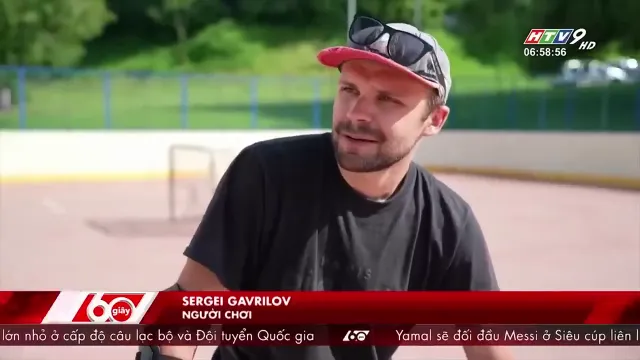 HTV9 HD
06:58:56
60 giây
SERGEI GAVRILOV
NGƯỜI CHƠI
lớn nhỏ ở cấp độ câu lạc bộ và Đội tuyển Quốc gia 60 Yamal sẽ đối đầu Messi ở Siêu cúp liên l